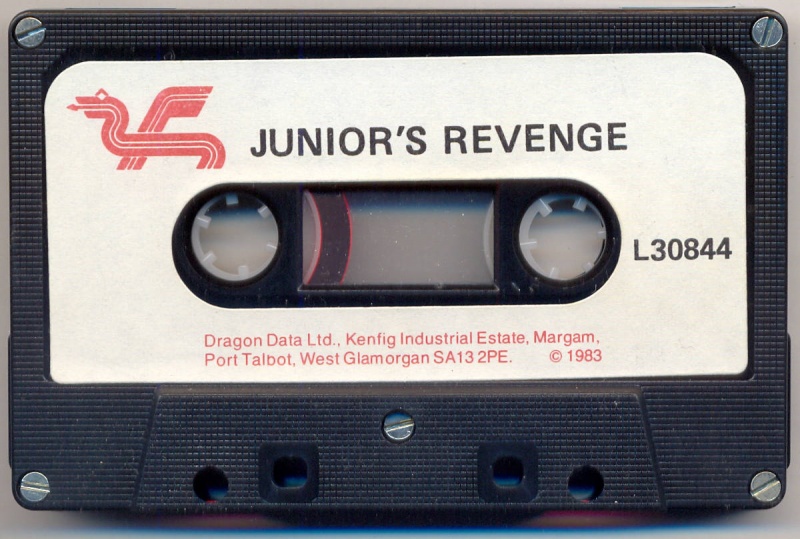 JUNIOR'S REVENGE
L30844
Dragon Data Ltd., Kenfig Industrial Estate, Margam,
Port Talbot, West Glamorgan SA13 2PE. © 1983